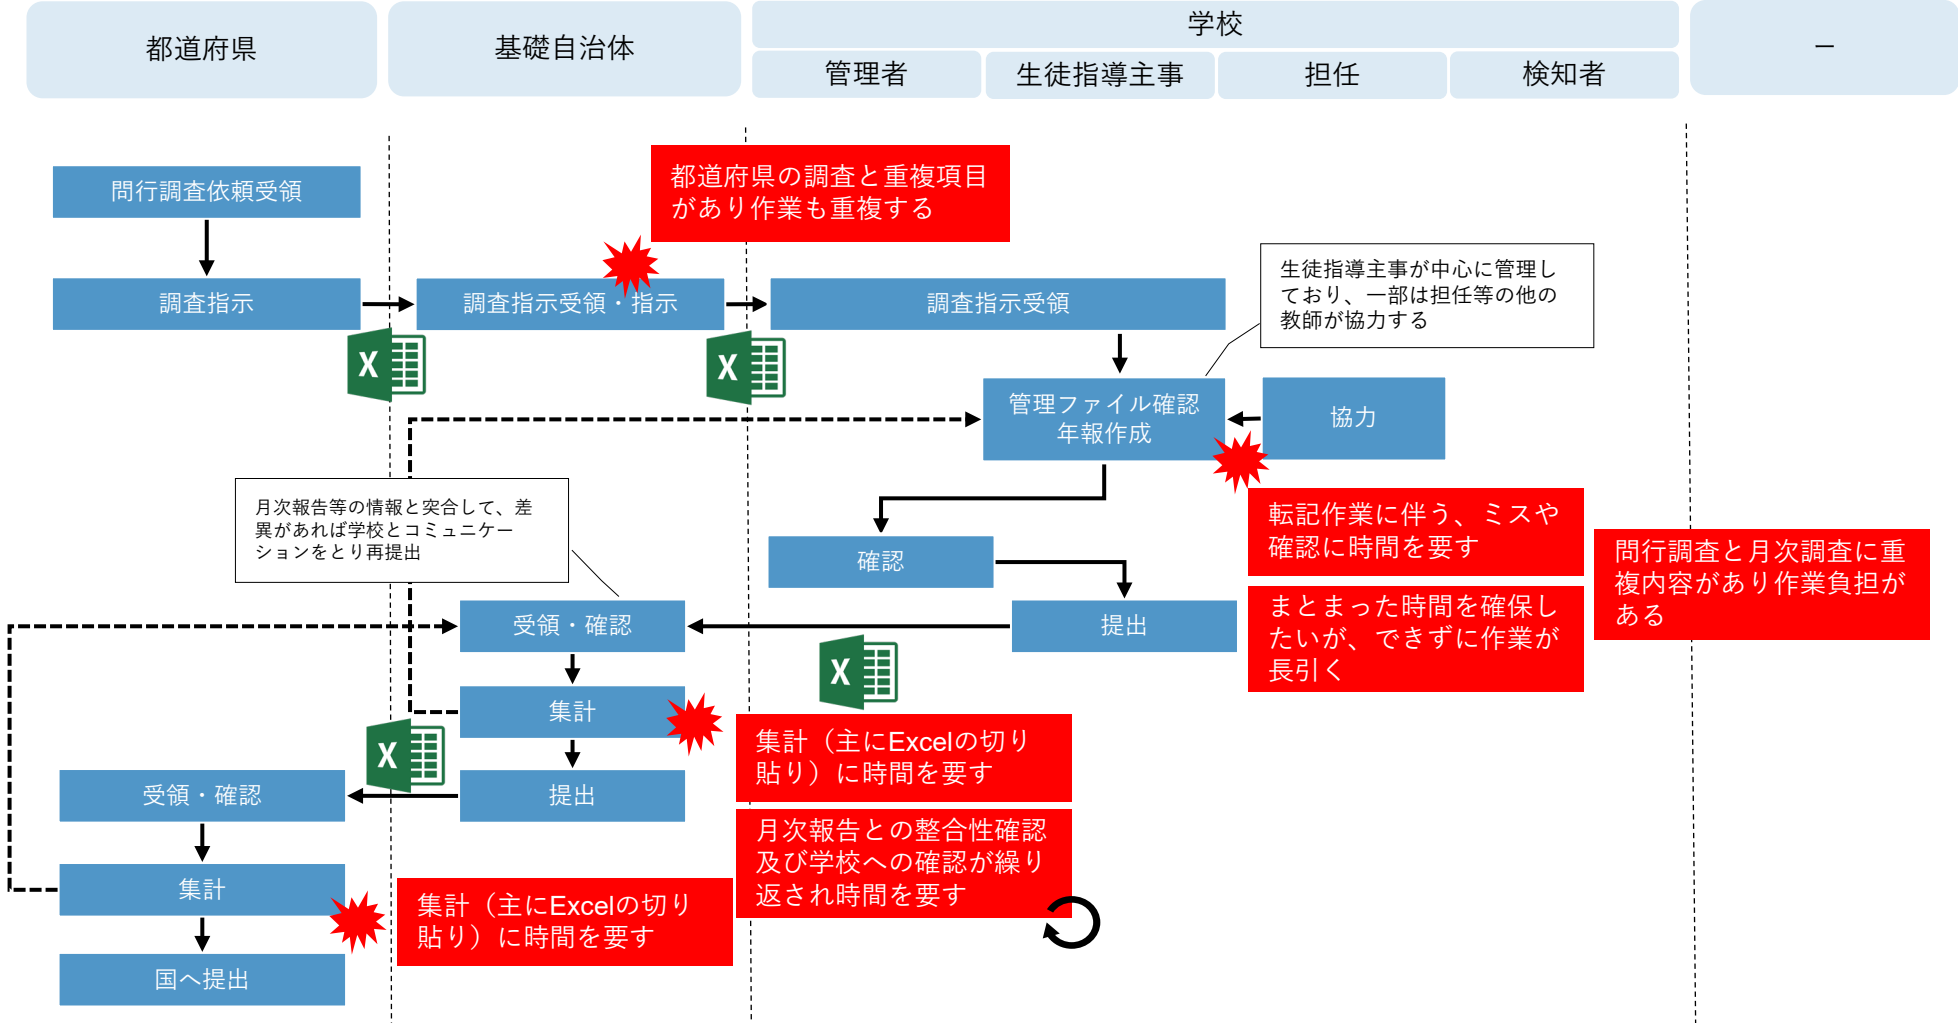 都道府県
基礎自治体
学校
管理者
生徒指導主事
担任
検知者
ー
問行調査依頼受領
都道府県の調査と重複項目
があり作業も重複する
調査指示
調査指示受領・指示
調査指示受領
生徒指導主事が中心に管理し
ており、一部は担任等の他の
教師が協力する
X
X
管理ファイル確認
年報作成
協力
月次報告等の情報と突合して、差
異があれば学校とコミュニケー
ションをとり再提出
転記作業に伴う、ミスや
確認に時間を要す
確認
問行調査と月次調査に重
複内容があり作業負担が
ある
まとまった時間を確保し
たいが、できずに作業が
長引く
受領・確認
提出
X
集計
X
集計（主にExcelの切り
貼り）に時間を要す
受領・確認
提出
月次報告との整合性確認
及び学校への確認が繰り
返され時間を要す
集計
集計（主にExcelの切り
貼り）に時間を要す
国へ提出